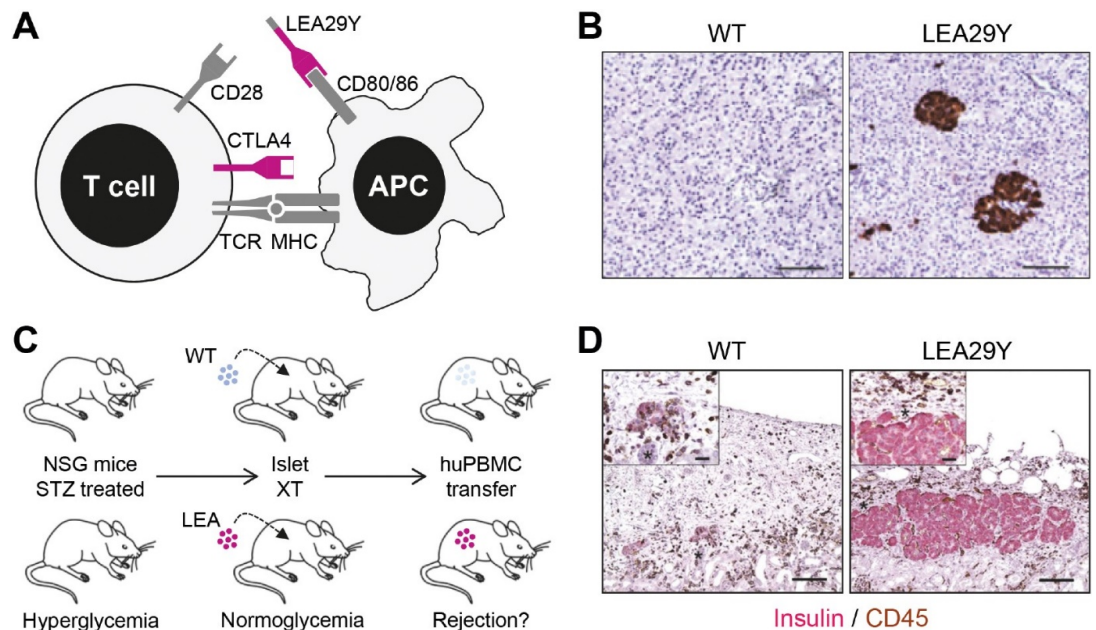 A
LEA29Y
CD28
CD80/86
CTLA4
T cell
APC
TCR MHC
B
WT LEA29Y
C
WT
NSG mice
STZ treated
Islet
XT
huPBMC
transfer
LEA
Hyperglycemia Normoglycemia Rejection?
D
WT LEA29Y
*
*
*
*
Insulin / CD45